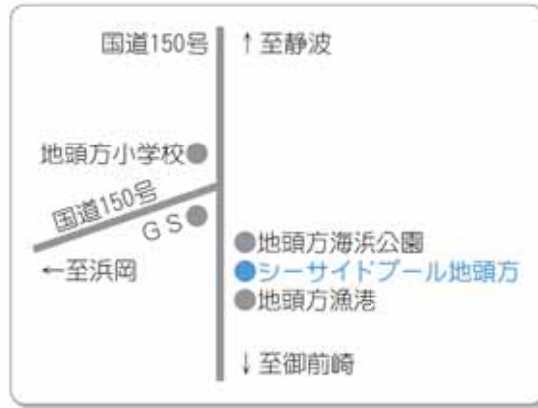 国道150号
↑至静波
地頭方小学校
国道150号
GS
←至浜岡
地頭方海浜公園
シーサイドプール地頭方
地頭方漁港
↓至御前崎